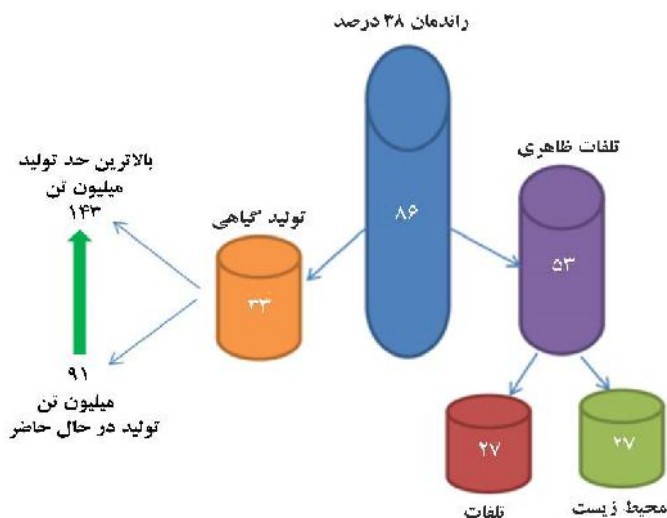 راندمان ۳۸ درصد
۸۶
تلفات ظاهری
۵۳
تولید گیاهی
۳۳
بالاترین حد تولید
میلیون تن
۱۴۳
۹۱
میلیون تن
تولید در حال حاضر
۲۷
تلفات
۲۷
محیط زیست